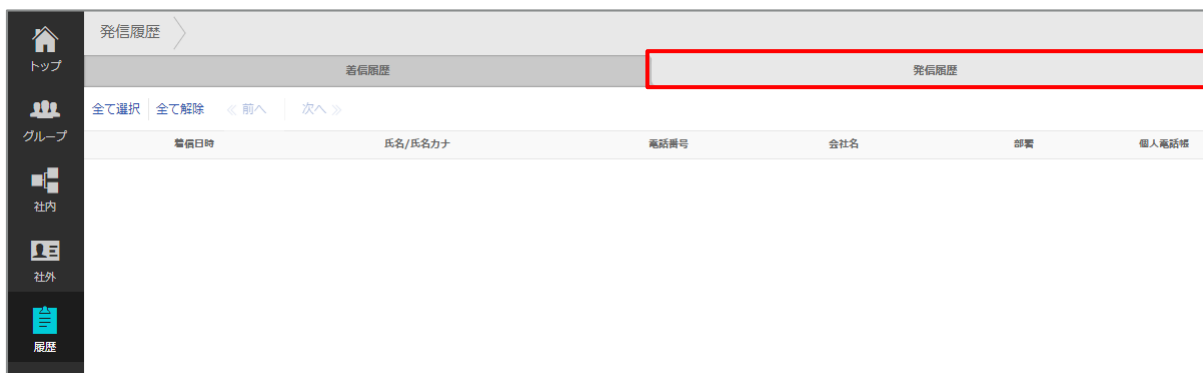 発信履歴
トップ
着信履歴 発信履歴
全て選択 全て解除 ≪ 前へ 次へ ≫
グループ
着信日時 氏名/氏名カナ 電話番号 会社名 部署 個人電話帳
社内
社外
履歴